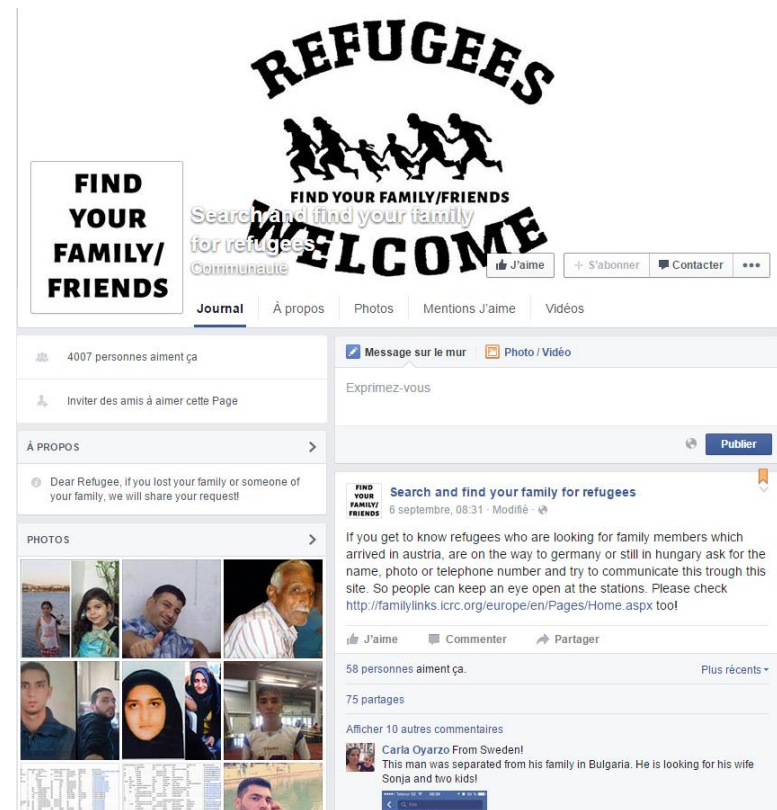 REFUGEES
FIND YOUR FAMILY/FRIENDS
WELCOME
FIND
YOUR
FAMILY/
FRIENDS
Search and find your family
for refugees
Communauté
J'aime
S'abonner
Contacter
Journal
À propos
Photos
Mentions J'aime
Vidéos
4007 personnes aiment ça
Inviter des amis à aimer cette Page
À PROPOS
Dear Refugee, if you lost your family or someone of
your family, we will share your request!
PHOTOS
Message sur le mur
Photo / Vidéo
Exprimez-vous
Publier
FIND
YOUR
FAMILY/
FRIENDS
Search and find your family for refugees
6 septembre, 08:31 · Modifié ·
If you get to know refugees who are looking for family members which
arrived in austria, are on the way to germany or still in hungary ask for the
name, photo or telephone number and try to communicate this trough this
site. So people can keep an eye open at the stations. Please check
http://familylinks.icrc.org/europe/en/Pages/Home.aspx too!
J'aime
Commenter
Partager
58 personnes aiment ça.
Plus récents
75 partages
Afficher 10 autres commentaires
Carla Oyarzo From Sweden!
This man was separated from his family in Bulgaria. He is looking for his wife
Sonja and two kids!